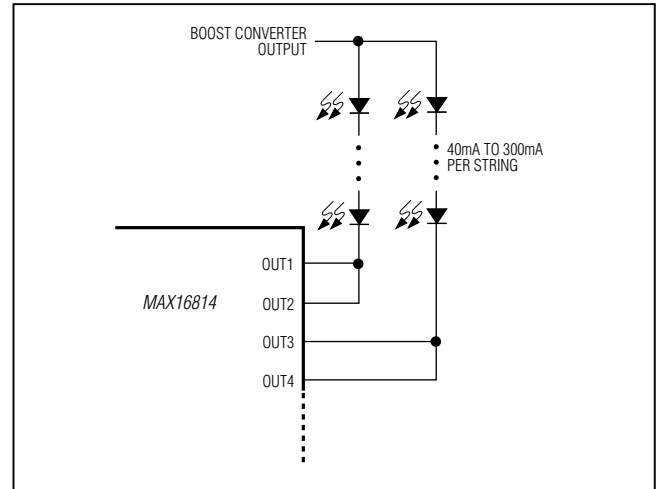 BOOST CONVERTER
OUTPUT
40mA TO 300mA
PER STRING
OUT1
MAX16814
OUT2
OUT3
OUT4